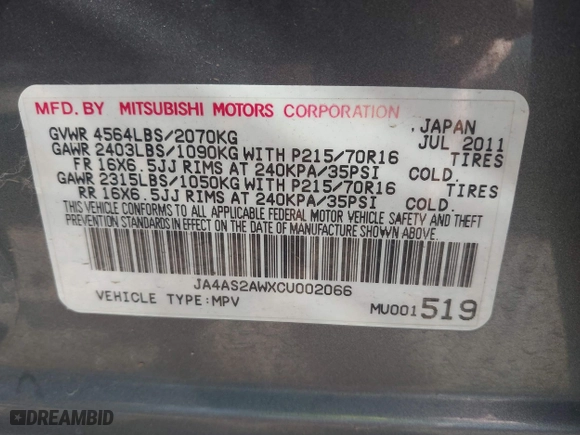 MFD. BY MITSUBISHI MOTORS CORPORATION
, JAPAN
GVWR 4564LBS/2070KG JUL 2011
GAWR 2403LBS/1090KG WITH P215/70R16 TIRES
FR 16X6.5JJ RIMS AT 240KPA/35PSI COLD.
GAWR 2315LBS/1050KG WITH P215/70R16 TIRES
RR 16X6.5JJ RIMS AT 240KPA/35PSI COLD.
THIS VEHICLE CONFORMS TO ALL APPLICABLE FEDERAL MOTOR VEHICLE SAFETY AND THEFT
PREVENTION STANDARDS IN EFFECT ON THE DATE OF MANUFACTURE SHOWN ABOVE.
JA4AS2AWXCU002066
VEHICLE TYPE:MPV MU001519
DREAMBID